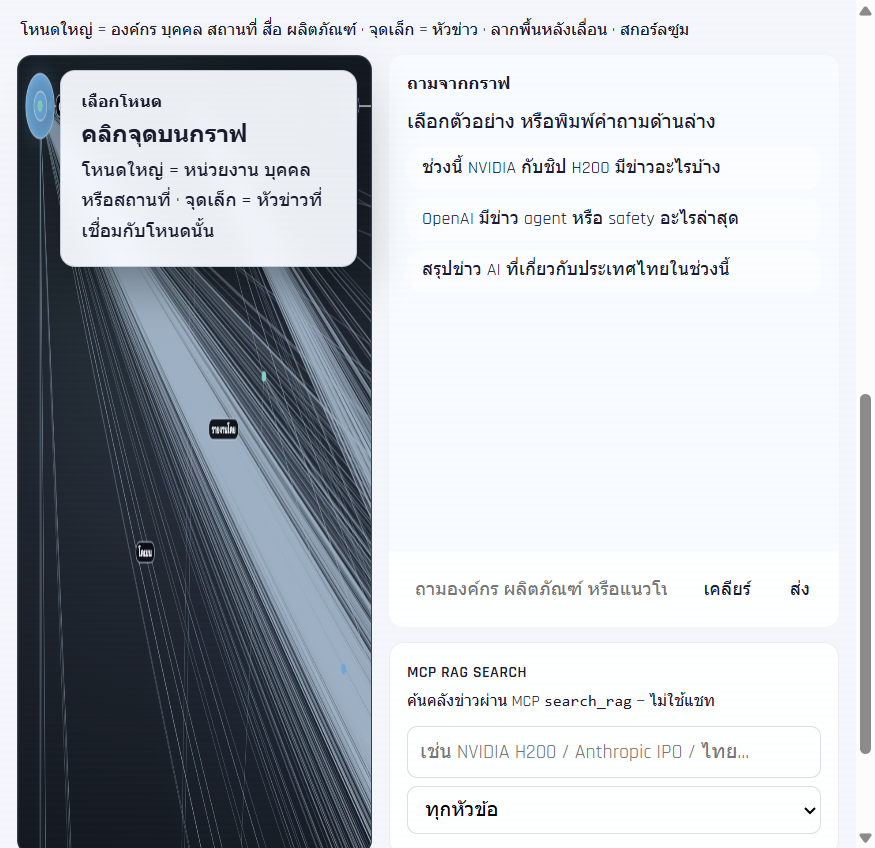 โหนดใหญ่ = องค์กร บุคคล สถานที่ สื่อ ผลิตภัณฑ์ · จุดเล็ก = หัวข่าว · ลากพื้นหลังเลื่อน · สกอร์ลซูม
เลือกโหนด
คลิกจุดบนกราฟ
โหนดใหญ่ = หน่วยงาน บุคคล
หรือสถานที่ · จุดเล็ก = หัวข่าวที่
เชื่อมกับโหนดนั้น
รายงานโดย
โดเมน
ถามจากกราฟ
เลือกตัวอย่าง หรือพิมพ์คำถามด้านล่าง
ช่วงนี้ NVIDIA กับชิป H200 มีข่าวอะไรบ้าง
OpenAI มีข่าว agent หรือ safety อะไรล่าสุด
สรุปข่าว AI ที่เกี่ยวกับประเทศไทยในช่วงนี้
ถามองค์กร ผลิตภัณฑ์ หรือแนวโน เคลียร์ ส่ง
MCP RAG SEARCH
ค้นคลังข่าวผ่าน MCP search_rag — ไม่ใช้แชท
เช่น NVIDIA H200 / Anthropic IPO / ไทย...
ทุกหัวข้อ